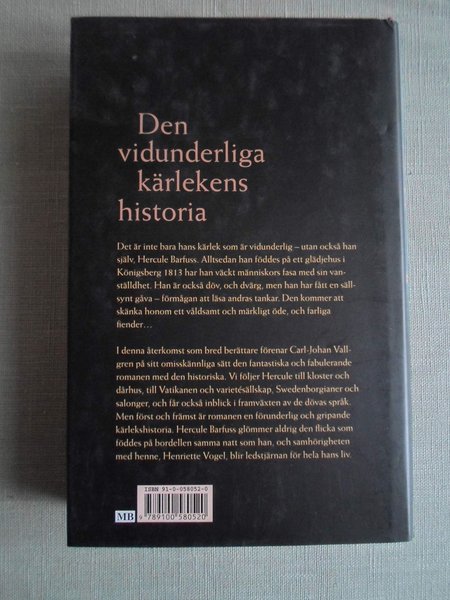 Den
vidunderliga
kärlekens
historia
Det är inte bara hans kärlek som är vidunderlig – utan också han
själv, Hercule Barfuss. Alltsedan han föddes på ett glädjehus i
Königsberg 1813 har han väckt människors fasa med sin van-
ställdhet. Han är också döv, och dvärg, men han har fått en säll-
synt gåva – förmågan att läsa andras tankar. Den kommer att
skänka honom ett våldsamt och märkligt öde, och farliga
fiender…
I denna återkomst som bred berättare förenar Carl-Johan Vall-
gren på sitt omisskännliga sätt den fantastiska och fabulerande
romanen med den historiska. Vi följer Hercule till kloster och
dårhus, till Vatikanen och varietésällskap, Swedenborgianer och
salonger, och får också inblick i framväxten av de dövas språk.
Men först och främst är romanen en förunderlig och gripande
kärlekshistoria. Hercule Barfuss glömmer aldrig den flicka som
föddes på bordellen samma natt som han, och samhörigheten
med henne, Henriette Vogel, blir ledstjärnan för hela hans liv.
ISBN 91-0-058052-0
MB
9 789100 580520